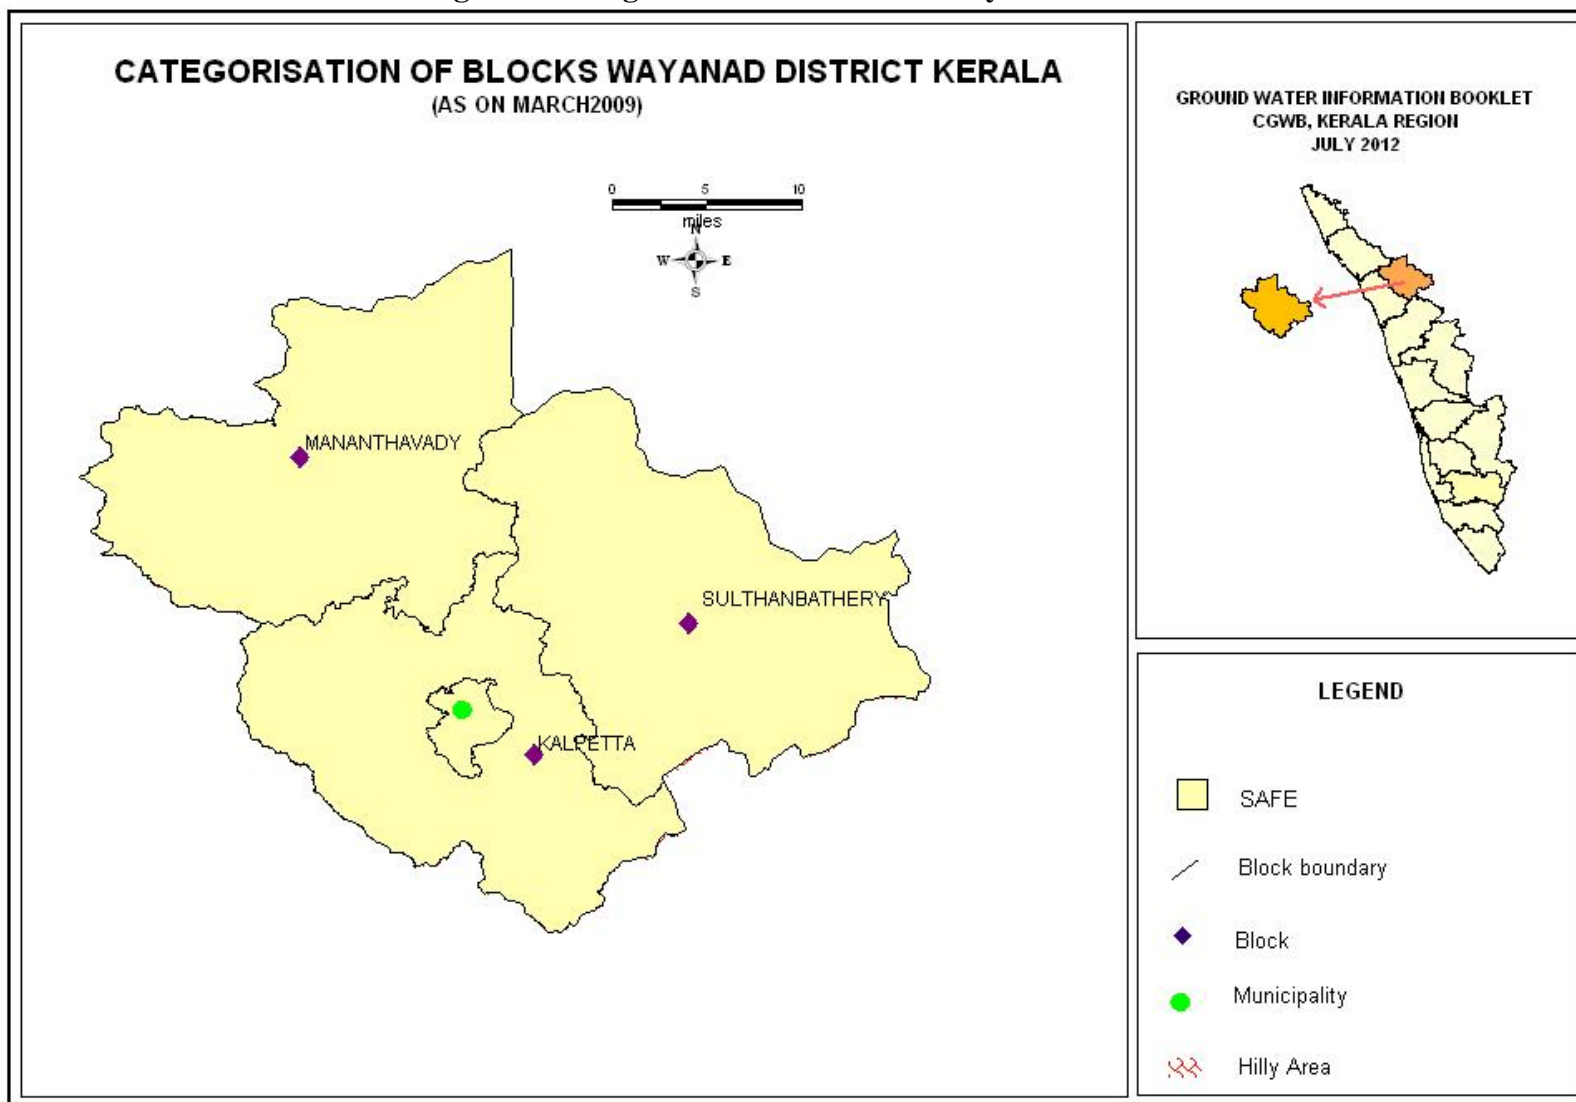 CATEGORISATION OF BLOCKS WAYANAD DISTRICT KERALA
(AS ON MARCH2009)
0 5 10
miles
N
W E
S
MANANTHAVADY
SULTHANBATHERY
KALPETTA
GROUND WATER INFORMATION BOOKLET
CGWB, KERALA REGION
JULY 2012
LEGEND
SAFE
Block boundary
Block
Municipality
Hilly Area